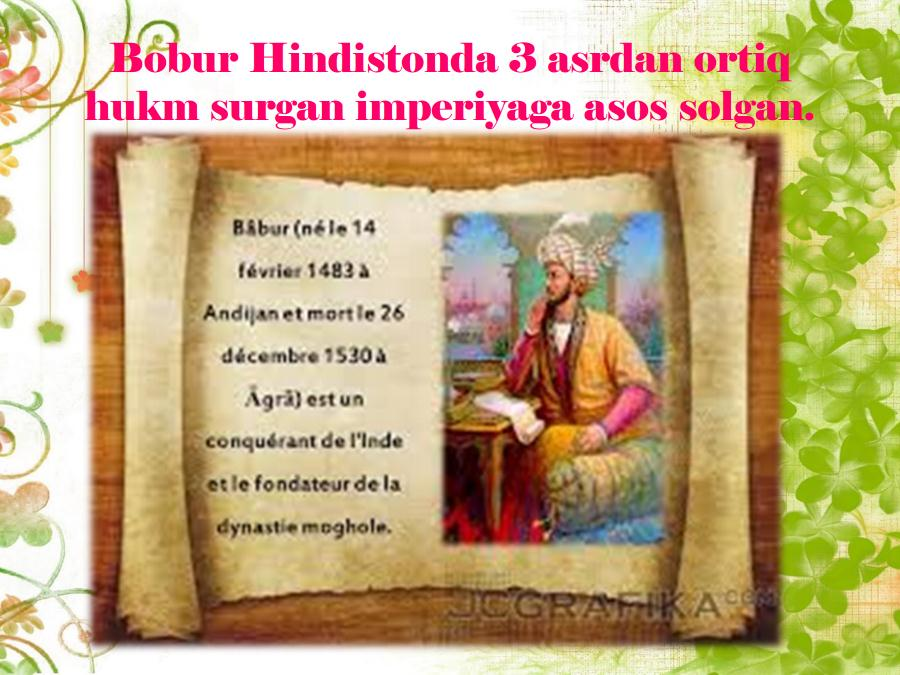 Bobur Hindistonda 3 asrdan ortiq
hukm surgan imperiyaga asos solgan.
Bâbur (né le 14
février 1483 à
Andijan et mort le 26
décembre 1530 à
Āgrā) est un
conquérant de l'Inde
et le fondateur de la
dynastie moghole.
JCGRAFIKA.COM